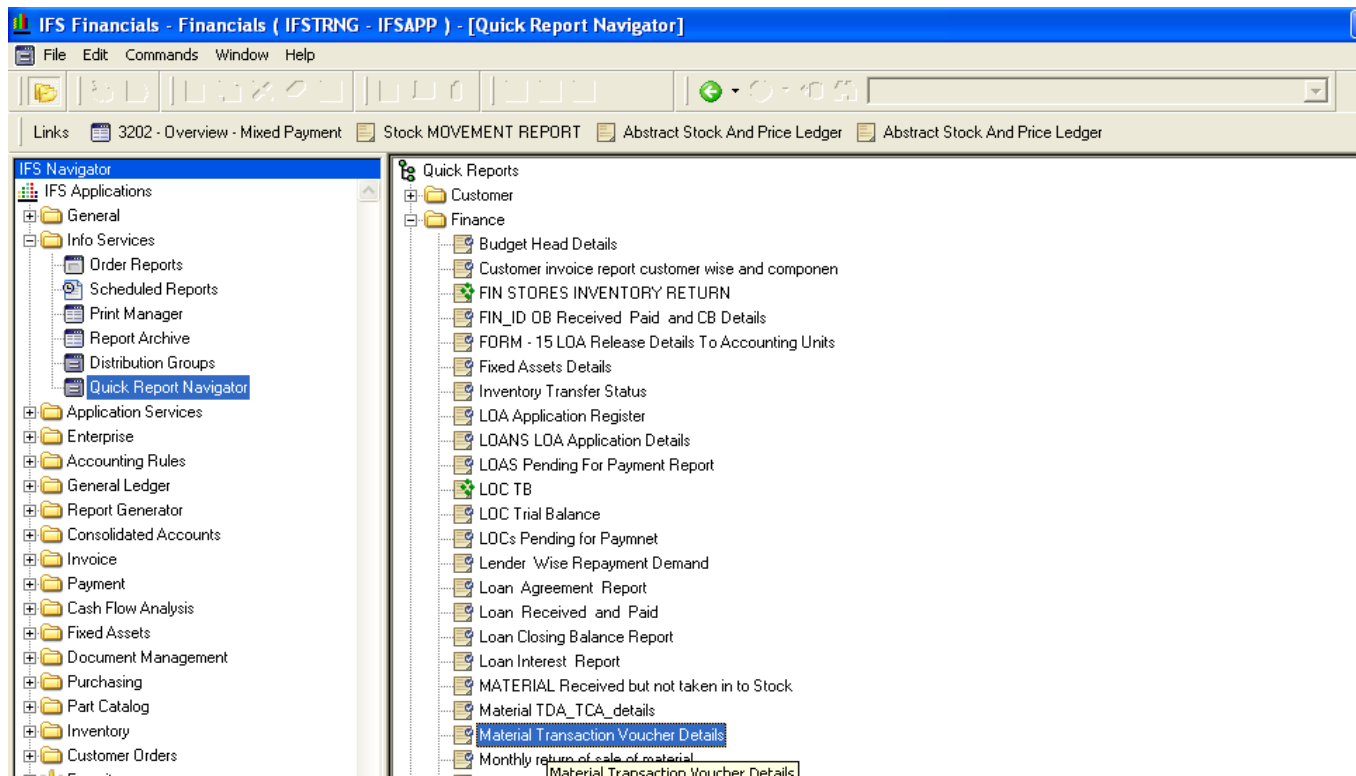 IFS Financials - Financials ( IFSTRNG - IFSAPP ) - [Quick Report Navigator]
File Edit Commands Window Help
Links 3202 - Overview - Mixed Payment Stock MOVEMENT REPORT Abstract Stock And Price Ledger Abstract Stock And Price Ledger
IFS Navigator
IFS Applications
General
Info Services
Order Reports
Scheduled Reports
Print Manager
Report Archive
Distribution Groups
Quick Report Navigator
Application Services
Enterprise
Accounting Rules
General Ledger
Report Generator
Consolidated Accounts
Invoice
Payment
Cash Flow Analysis
Fixed Assets
Document Management
Purchasing
Part Catalog
Inventory
Customer Orders
Quick Reports
Customer
Finance
Budget Head Details
Customer invoice report customer wise and componen
FIN STORES INVENTORY RETURN
FIN_ID OB Received Paid and CB Details
FORM - 15 LOA Release Details To Accounting Units
Fixed Assets Details
Inventory Transfer Status
LOA Application Register
LOANS LOA Application Details
LOAS Pending For Payment Report
LOC TB
LOC Trial Balance
LOCs Pending for Paymnet
Lender Wise Repayment Demand
Loan Agreement Report
Loan Received and Paid
Loan Closing Balance Report
Loan Interest Report
MATERIAL Received but not taken in to Stock
Material TDA_TCA_details
Material Transaction Voucher Details
Monthly return of sale of material
Material Transaction Voucher Details